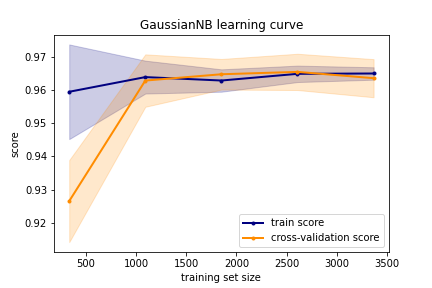 GaussianNB learning curve
score
0.97
0.96
0.95
0.94
0.93
0.92
train score
cross-validation score
500
1000
1500
2000
2500
3000
3500
training set size